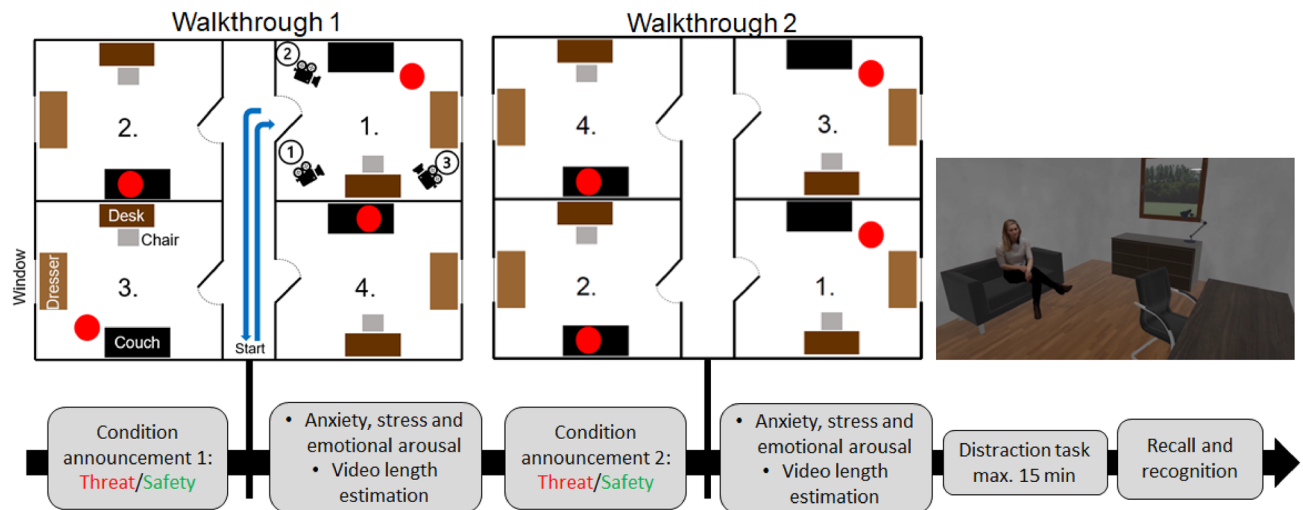 Walkthrough 1
Walkthrough 2
2
2.
1.
1
3
4.
3.
Desk
Chair
Window
Dresser
3.
4.
2.
1.
Couch
Start
Condition
announcement 1:
Threat/Safety
• Anxiety, stress and
emotional arousal
• Video length
estimation
Condition
announcement 2:
Threat/Safety
• Anxiety, stress and
emotional arousal
• Video length
estimation
Distraction task
max. 15 min
Recall and
recognition